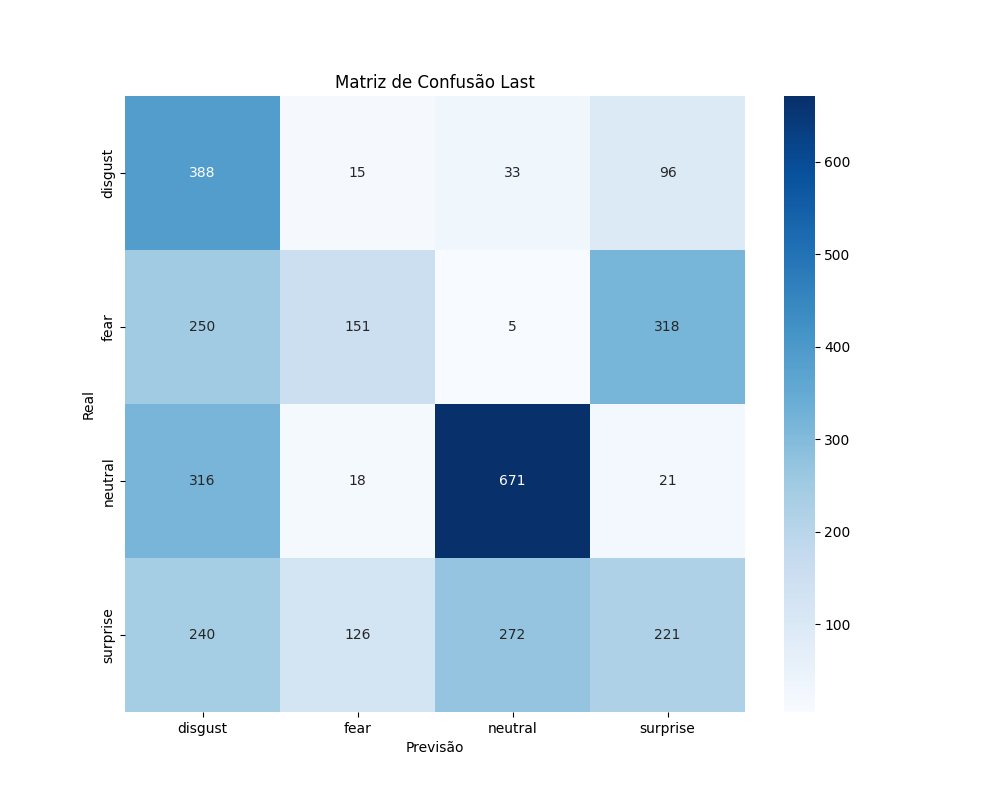 Matriz de Confusão Last
Real
disgust
388 15 33 96
fear
250 151 5 318
neutral
316 18 671 21
surprise
240 126 272 221
disgust fear neutral surprise
Previsão
600
500
400
300
200
100